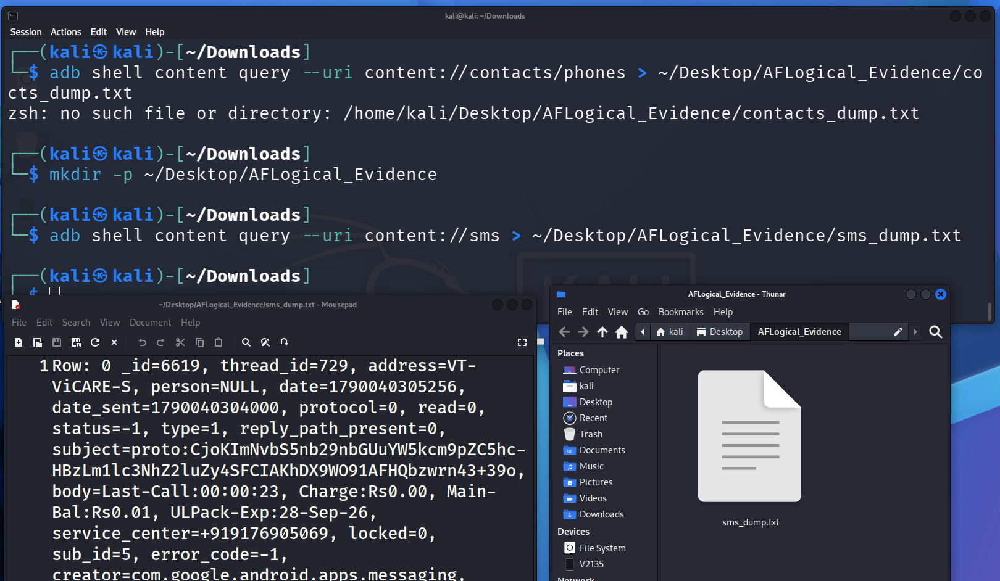 kali@kali: ~/Downloads
Session Actions Edit View Help
┌──(kali㉿kali)-[~/Downloads]
└─$ adb shell content query --uri content://contacts/phones > ~/Desktop/AFLogical_Evidence/co
cts_dump.txt
zsh: no such file or directory: /home/kali/Desktop/AFLogical_Evidence/contacts_dump.txt
┌──(kali㉿kali)-[~/Downloads]
└─$ mkdir -p ~/Desktop/AFLogical_Evidence
┌──(kali㉿kali)-[~/Downloads]
└─$ adb shell content query --uri content://sms > ~/Desktop/AFLogical_Evidence/sms_dump.txt
┌──(kali㉿kali)-[~/Downloads]
└─$
KALI
~/Desktop/AFLogical_Evidence/sms_dump.txt - Mousepad
File Edit Search View Document Help
1 Row: 0 _id=6619, thread_id=729, address=VT-
ViCARE-S, person=NULL, date=1790040305256,
date_sent=1790040304000, protocol=0, read=0,
status=-1, type=1, reply_path_present=0,
subject=proto:CjoKImNvbS5nb29nbGUuYW5kcm9pZC5hc-
HBzLm1lc3NhZ2luZy4SFCIAKhDX9WO91AFHQbzwrn43+39o,
body=Last-Call:00:00:23, Charge:Rs0.00, Main-
Bal:Rs0.01, ULPack-Exp:28-Sep-26,
service_center=+919176905069, locked=0,
sub_id=5, error_code=-1,
creator=com.google.android.apps.messaging,
AFLogical_Evidence - Thunar
File Edit View Go Bookmarks Help
kali Desktop AFLogical_Evidence
Places
Computer
kali
Desktop
Recent
Trash
Documents
Music
Pictures
Videos
Downloads
Devices
File System
V2135
Network
sms_dump.txt